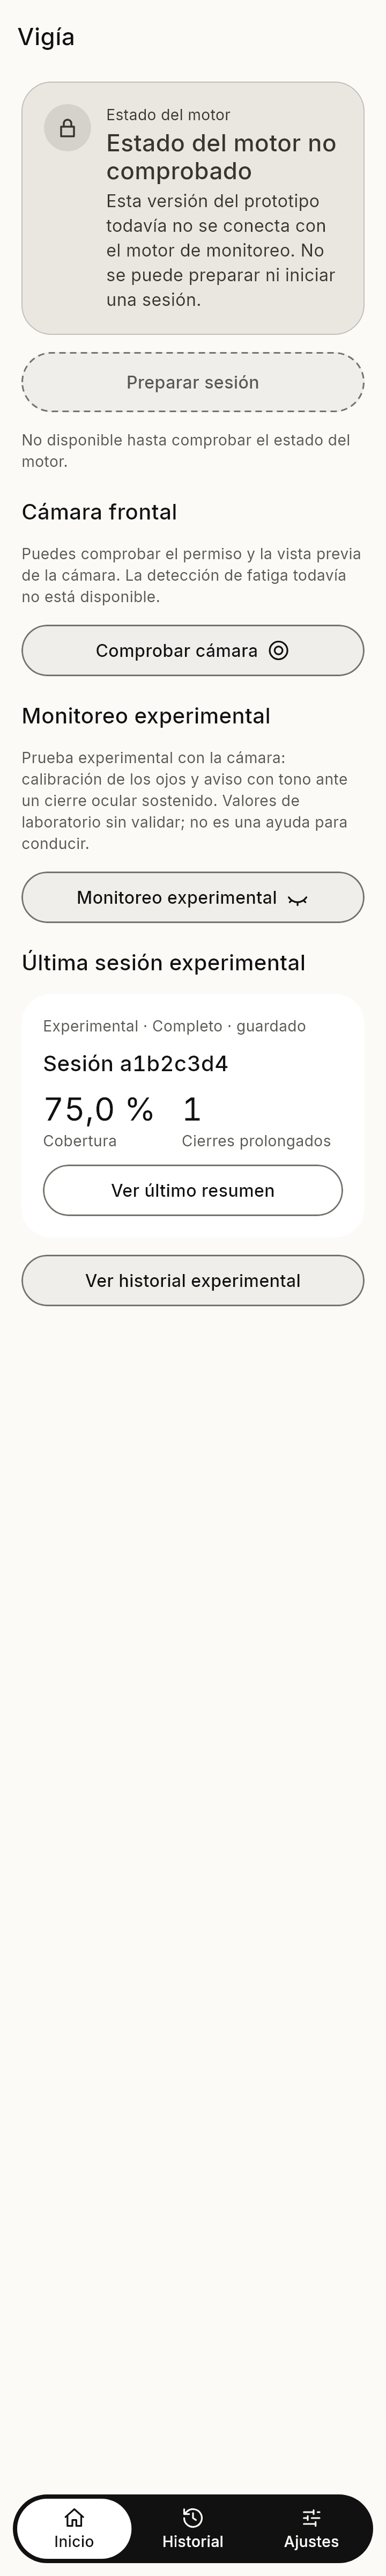 Vigía
Estado del motor
Estado del motor no
comprobado
Esta versión del prototipo
todavía no se conecta con
el motor de monitoreo. No
se puede preparar ni iniciar
una sesión.
Preparar sesión
No disponible hasta comprobar el estado del
motor.
Cámara frontal
Puedes comprobar el permiso y la vista previa
de la cámara. La detección de fatiga todavía
no está disponible.
Comprobar cámara
Monitoreo experimental
Prueba experimental con la cámara:
calibración de los ojos y aviso con tono ante
un cierre ocular sostenido. Valores de
laboratorio sin validar; no es una ayuda para
conducir.
Monitoreo experimental
Última sesión experimental
Experimental · Completo · guardado
Sesión a1b2c3d4
75,0 % 1
Cobertura Cierres prolongados
Ver último resumen
Ver historial experimental
Inicio Historial Ajustes